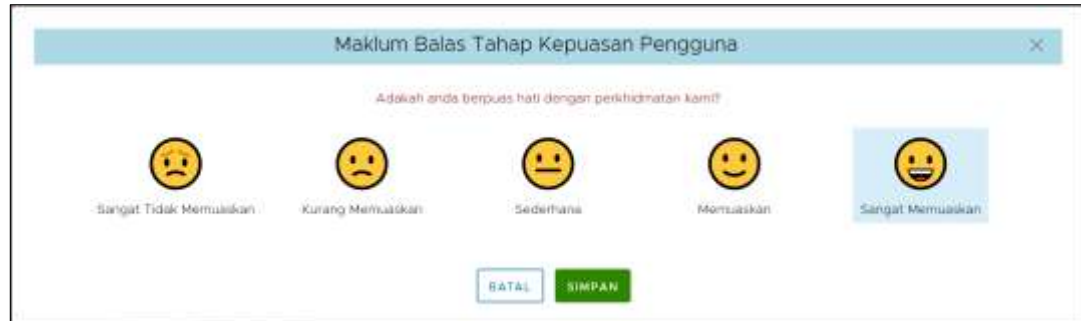 Maklum Balas Tahap Kepuasan Pengguna
Adakah anda berpuas hati dengan perkhidmatan kami?
Sangat Tidak Memuaskan Kurang Memuaskan Sederhana Memuaskan Sangat Memuaskan
BATAL SIMPAN